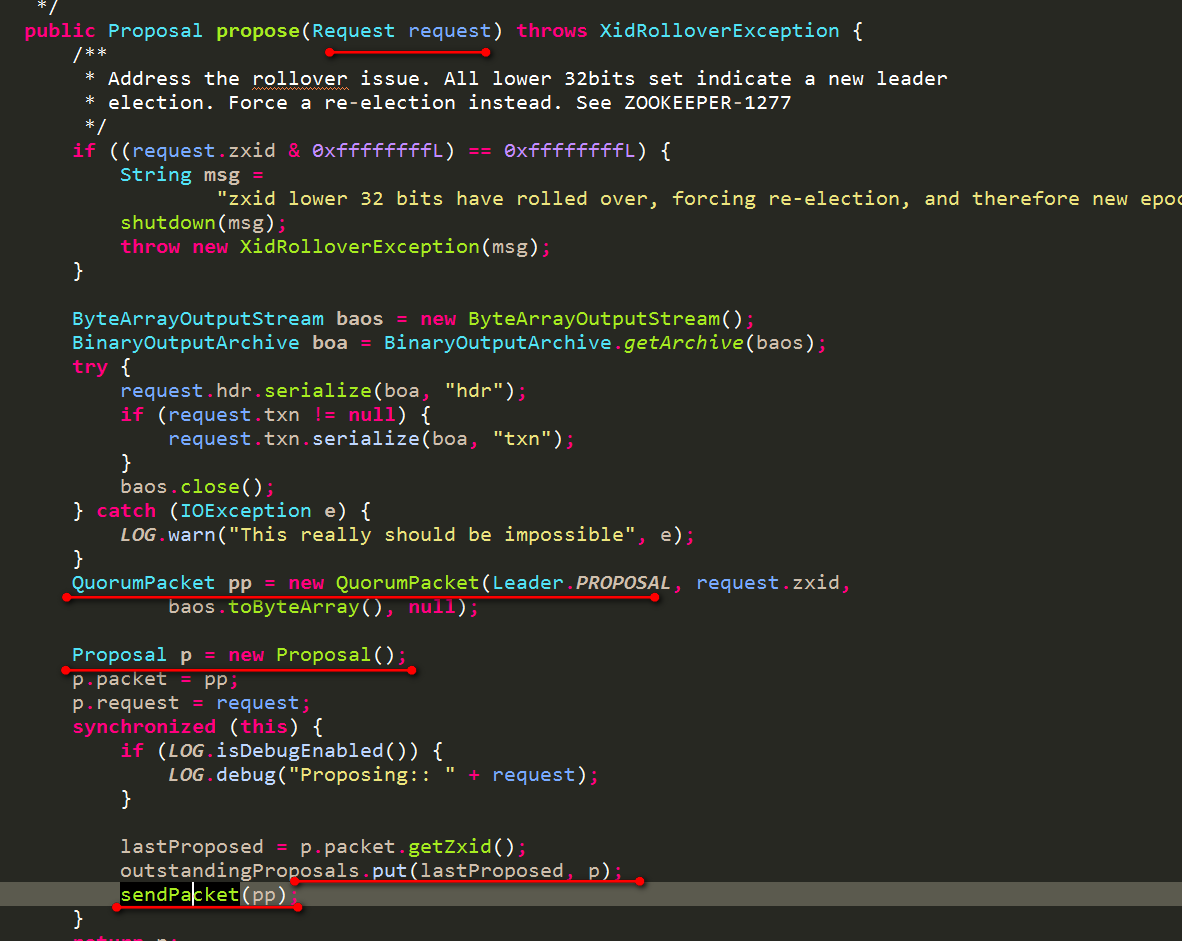 */
public Proposal propose(Request request) throws XidRolloverException {
/**
* Address the rollover issue. All lower 32bits set indicate a new leader
* election. Force a re-election instead. See ZOOKEEPER-1277
*/
if ((request.zxid & 0xffffffffL) == 0xffffffffL) {
String msg =
"zxid lower 32 bits have rolled over, forcing re-election, and therefore new epoc
shutdown(msg);
throw new XidRolloverException(msg);
}
ByteArrayOutputStream baos = new ByteArrayOutputStream();
BinaryOutputArchive boa = BinaryOutputArchive.getArchive(baos);
try {
request.hdr.serialize(boa, "hdr");
if (request.txn != null) {
request.txn.serialize(boa, "txn");
}
baos.close();
} catch (IOException e) {
LOG.warn("This really should be impossible", e);
}
QuorumPacket pp = new QuorumPacket(Leader.PROPOSAL, request.zxid,
baos.toByteArray(), null);
Proposal p = new Proposal();
p.packet = pp;
p.request = request;
synchronized (this) {
if (LOG.isDebugEnabled()) {
LOG.debug("Proposing:: " + request);
}
lastProposed = p.packet.getZxid();
outstandingProposals.put(lastProposed, p);
sendPacket(pp);
}
return p;